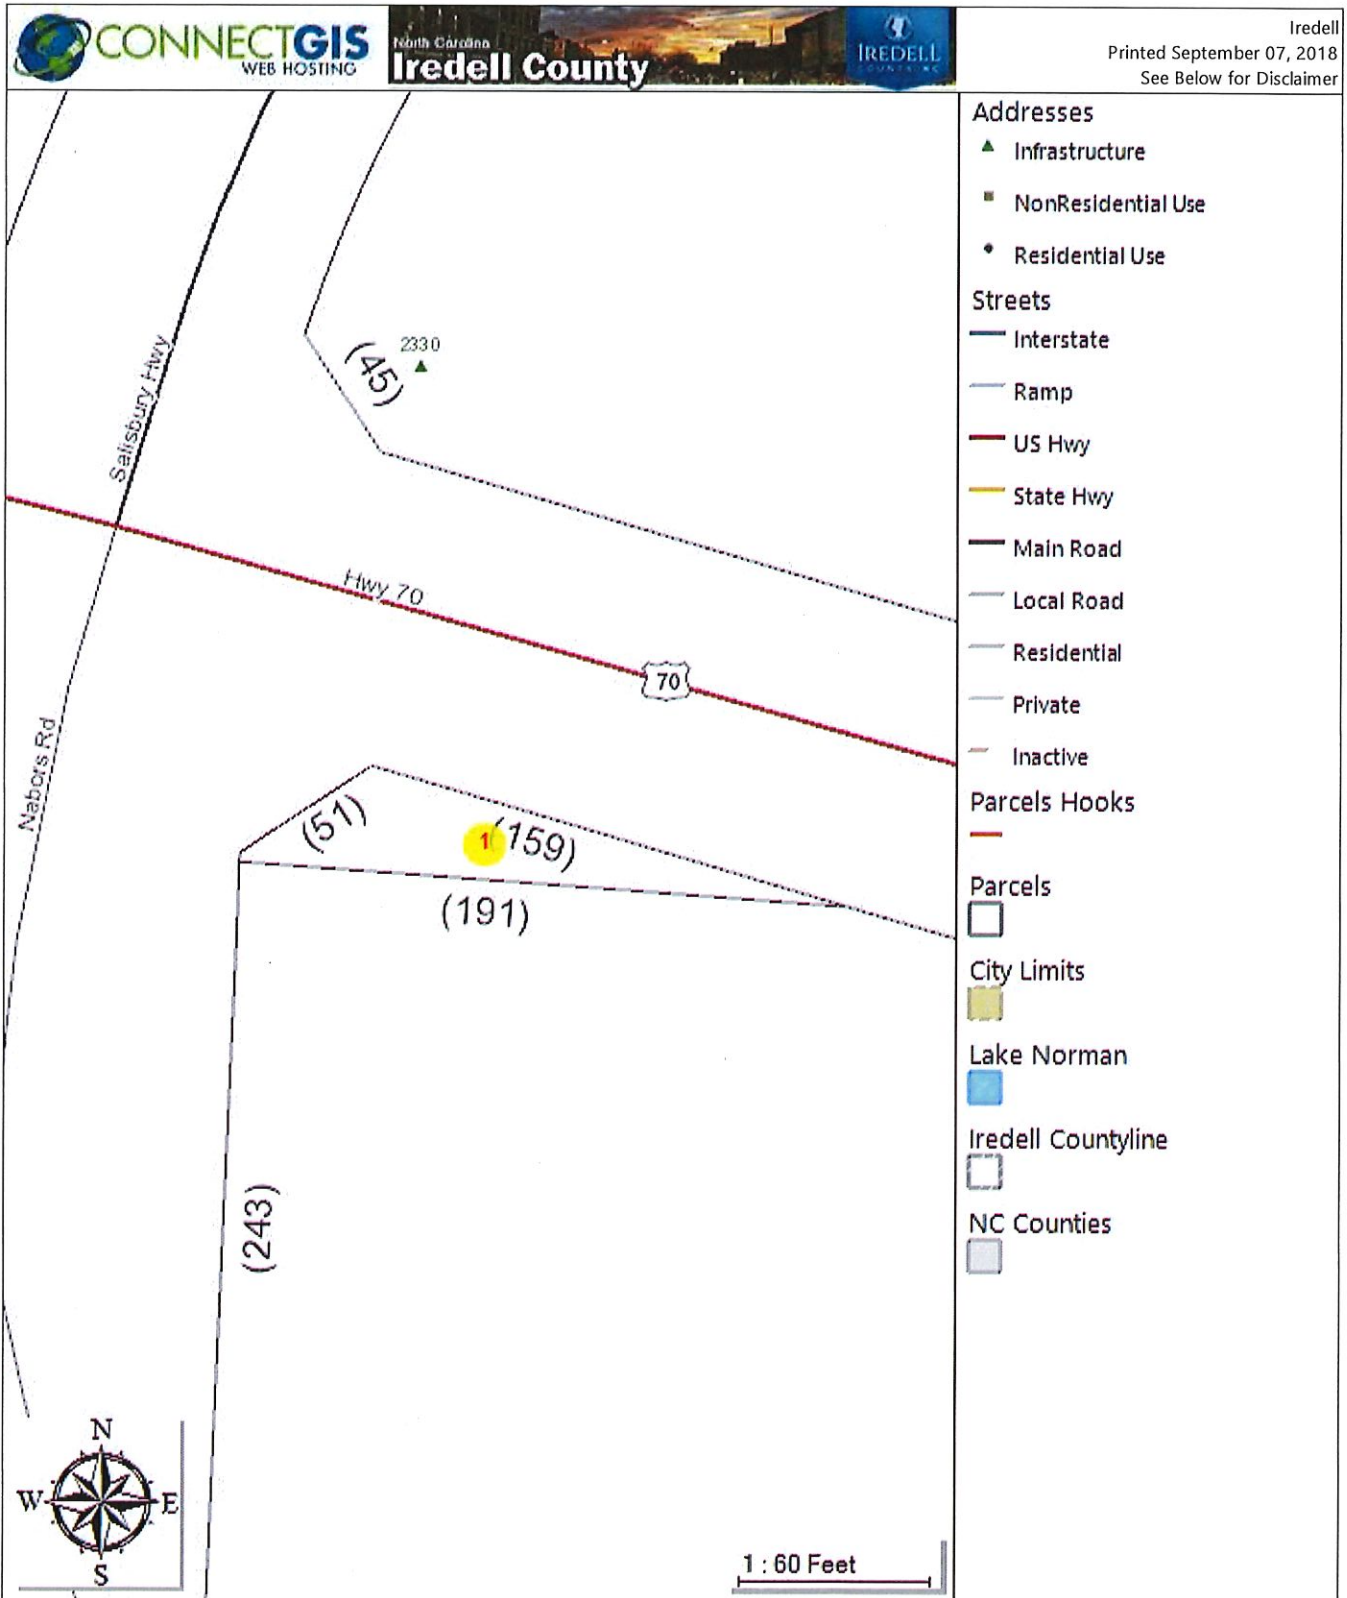 CONNECTGIS
WEB HOSTING
North Carolina
Iredell County
IREDELL
Iredell
Printed September 07, 2018
See Below for Disclaimer
Addresses
Infrastructure
NonResidential Use
Residential Use
Streets
Interstate
Ramp
US Hwy
State Hwy
Main Road
Local Road
Residential
Private
Inactive
Parcels Hooks
Parcels
City Limits
Lake Norman
Iredell Countyline
NC Counties
2330
(45)
Salisbury Hwy
Hwy 70
70
Nabors Rd
(51)
1
(159)
(191)
(243)
N
W
E
S
1 : 60 Feet